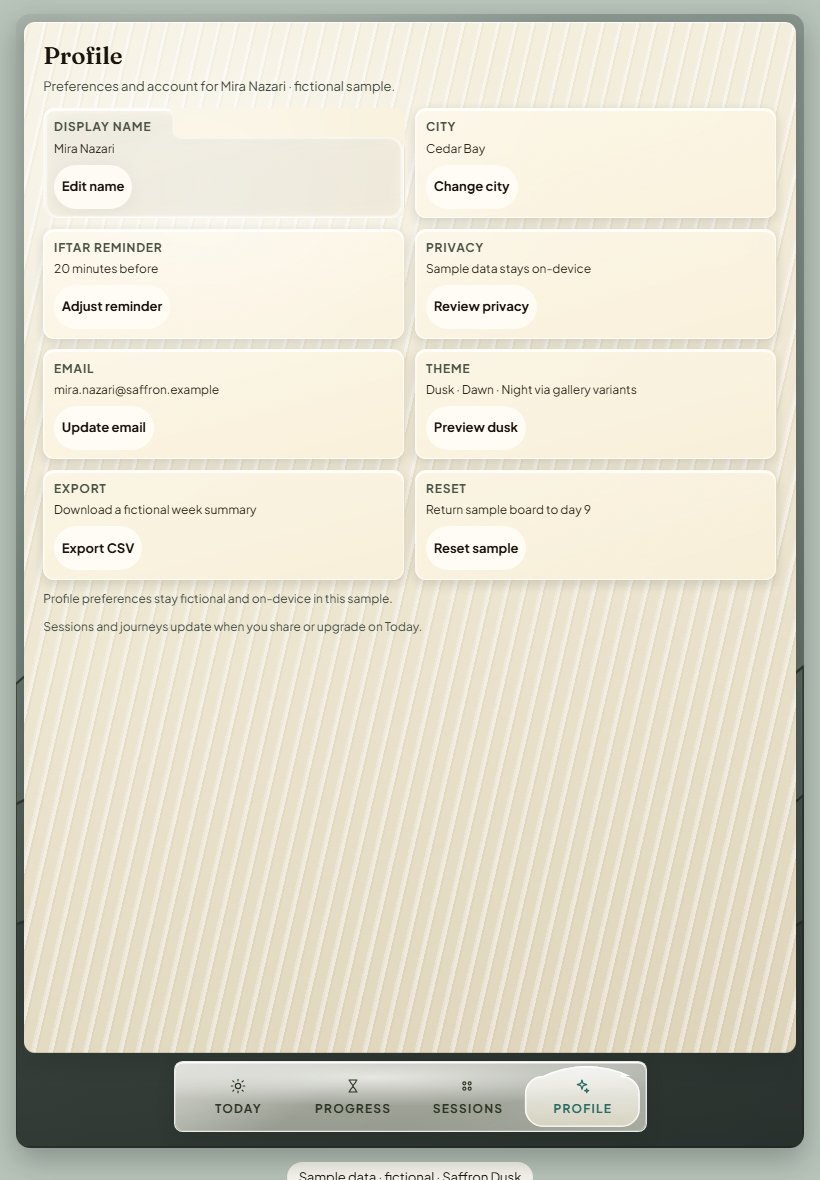 Profile
Preferences and account for Mira Nazari · fictional sample.
DISPLAY NAME
Mira Nazari
Edit name
CITY
Cedar Bay
Change city
IFTAR REMINDER
20 minutes before
Adjust reminder
PRIVACY
Sample data stays on-device
Review privacy
EMAIL
mira.nazari@saffron.example
Update email
THEME
Dusk · Dawn · Night via gallery variants
Preview dusk
EXPORT
Download a fictional week summary
Export CSV
RESET
Return sample board to day 9
Reset sample
Profile preferences stay fictional and on-device in this sample.
Sessions and journeys update when you share or upgrade on Today.
TODAY
PROGRESS
SESSIONS
PROFILE
Sample data · fictional · Saffron Dusk